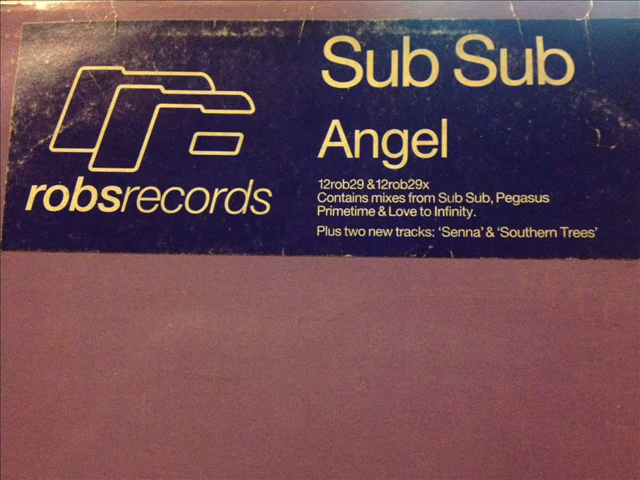 Sub Sub
Angel
robsrecords
12rob29 & 12rob29x
Contains mixes from Sub Sub, Pegasus
Primetime & Love to Infinity.
Plus two new tracks: 'Senna' & 'Southern Trees'